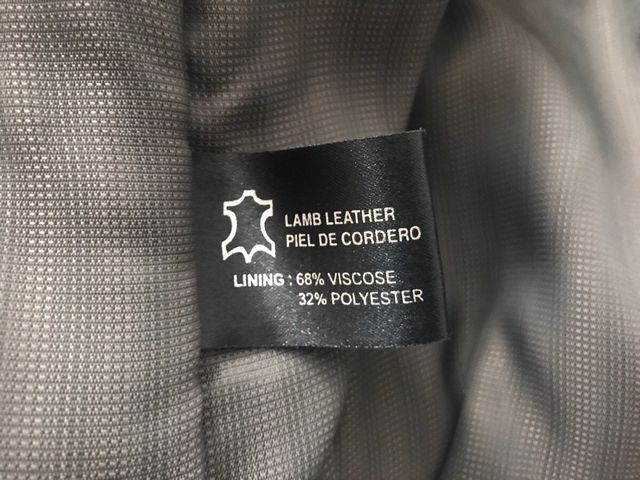 LAMB LEATHER
PIEL DE CORDERO
LINING : 68% VISCOSE
32% POLYESTER